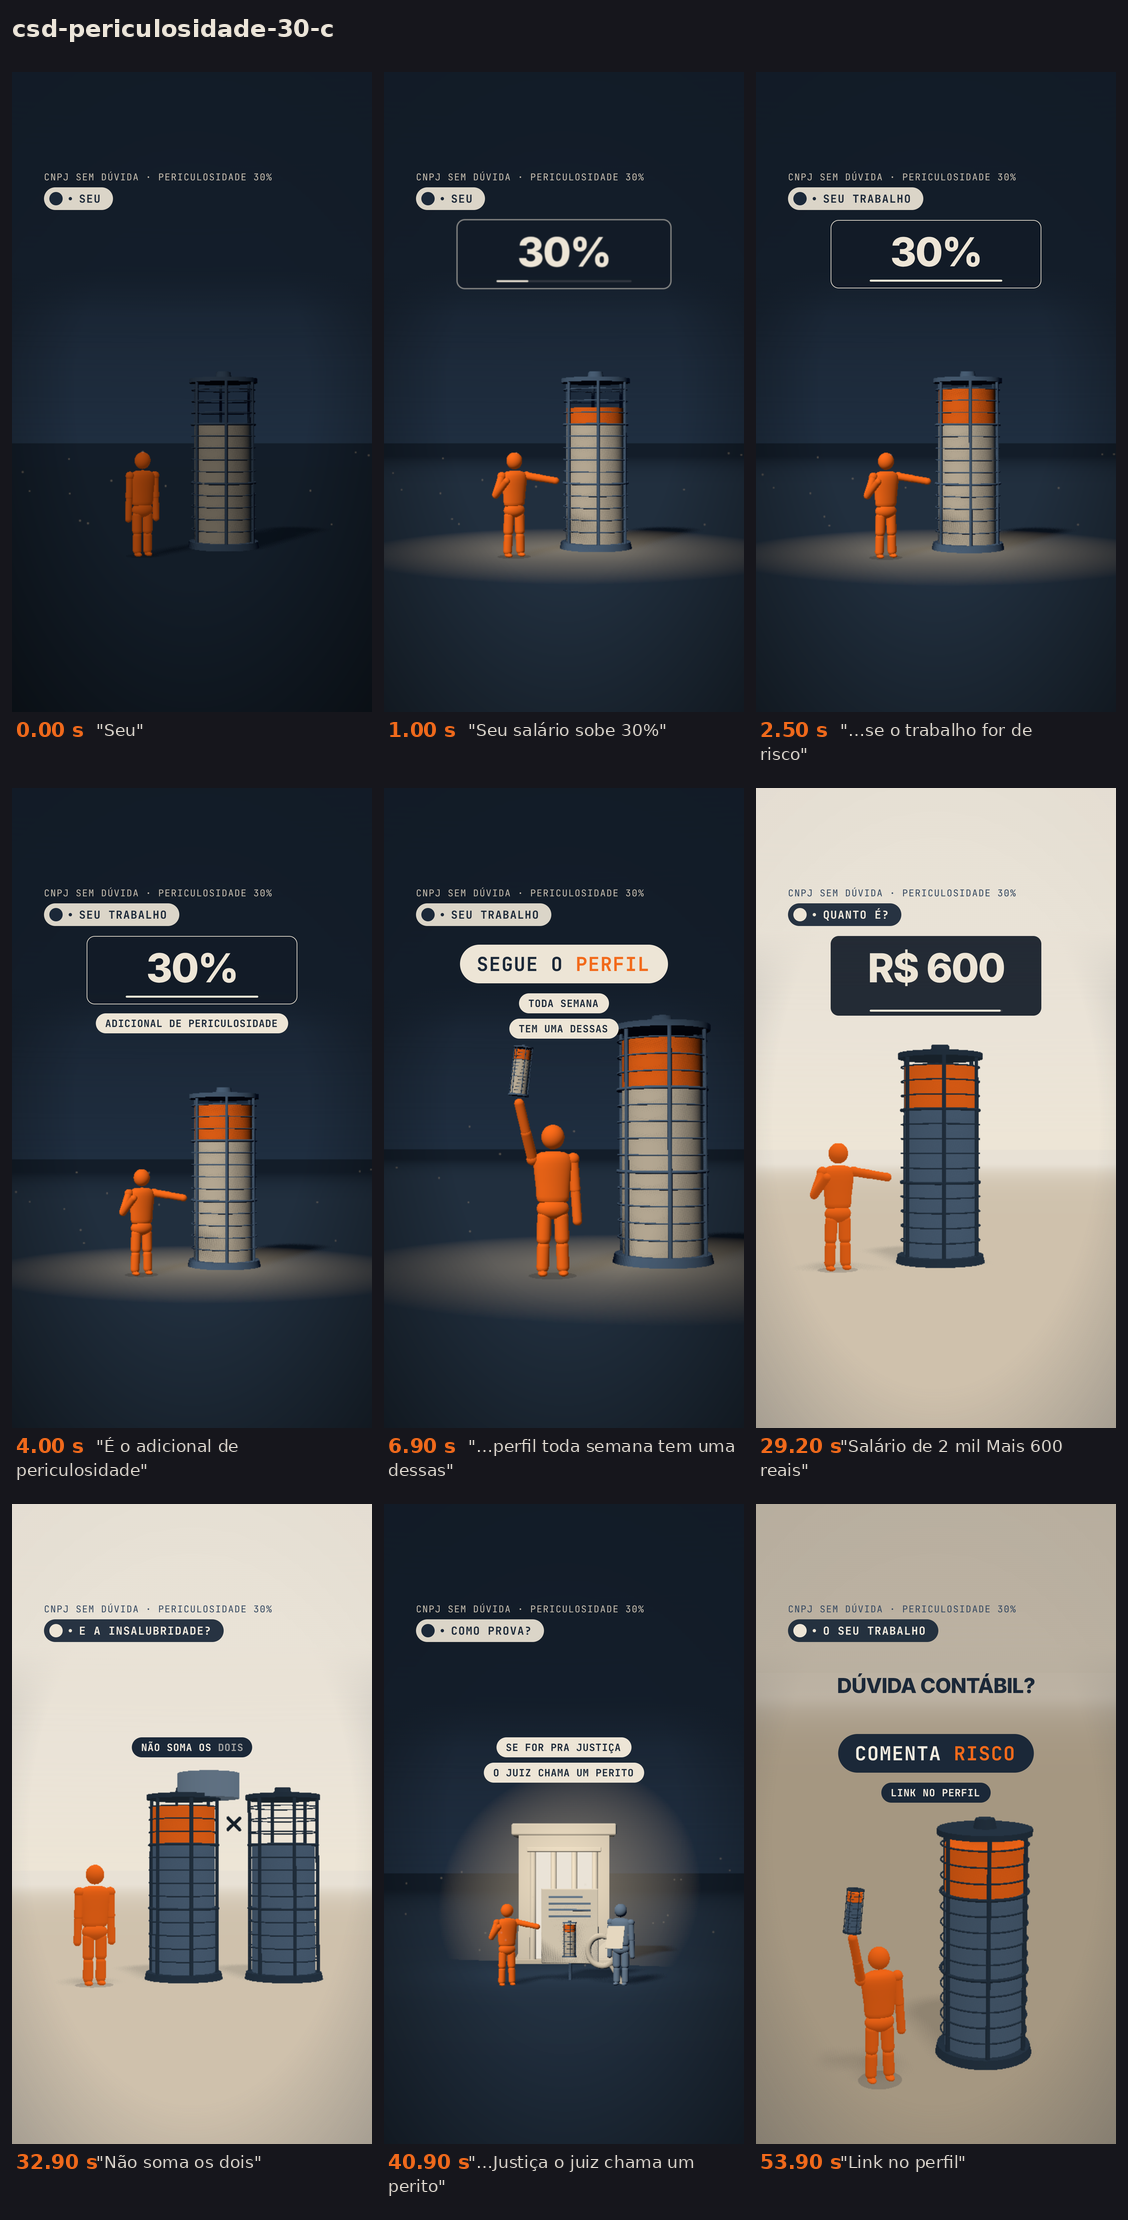 csd-periculosidade-30-c
CNPJ SEM DÚVIDA · PERICULOSIDADE 30%
• SEU
0.00 s "Seu"
CNPJ SEM DÚVIDA · PERICULOSIDADE 30%
• SEU
30%
1.00 s "Seu salário sobe 30%"
CNPJ SEM DÚVIDA · PERICULOSIDADE 30%
• SEU TRABALHO
30%
2.50 s "...se o trabalho for de
risco"
CNPJ SEM DÚVIDA · PERICULOSIDADE 30%
• SEU TRABALHO
30%
ADICIONAL DE PERICULOSIDADE
4.00 s "É o adicional de
periculosidade"
CNPJ SEM DÚVIDA · PERICULOSIDADE 30%
• SEU TRABALHO
SEGUE O PERFIL
TODA SEMANA
TEM UMA DESSAS
6.90 s "...perfil toda semana tem uma
dessas"
CNPJ SEM DÚVIDA · PERICULOSIDADE 30%
• QUANTO É?
R$ 600
29.20 s "Salário de 2 mil Mais 600
reais"
CNPJ SEM DÚVIDA · PERICULOSIDADE 30%
• E A INSALUBRIDADE?
NÃO SOMA OS DOIS
32.90 s "Não soma os dois"
CNPJ SEM DÚVIDA · PERICULOSIDADE 30%
• COMO PROVA?
SE FOR PRA JUSTIÇA
O JUIZ CHAMA UM PERITO
40.90 s "...Justiça o juiz chama um
perito"
CNPJ SEM DÚVIDA · PERICULOSIDADE 30%
• O SEU TRABALHO
DÚVIDA CONTÁBIL?
COMENTA RISCO
LINK NO PERFIL
53.90 s "Link no perfil"